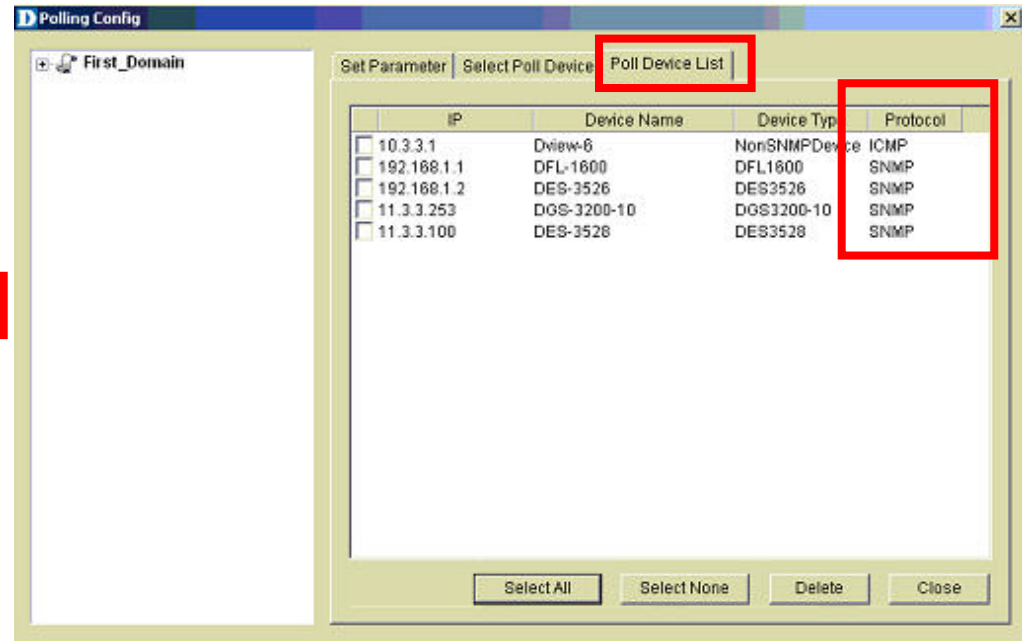 D Polling Config
First_Domain
Set Parameter Select Poll Device Poll Device List
IP Device Name Device Type Protocol
10.3.3.1 Dview-6 NonSNMPDevice ICMP
192.168.1.1 DFL-1600 DFL1600 SNMP
192.168.1.2 DES-3526 DES3526 SNMP
11.3.3.253 DGS-3200-10 DGS3200-10 SNMP
11.3.3.100 DES-3528 DES3528 SNMP
Select All Select None Delete Close